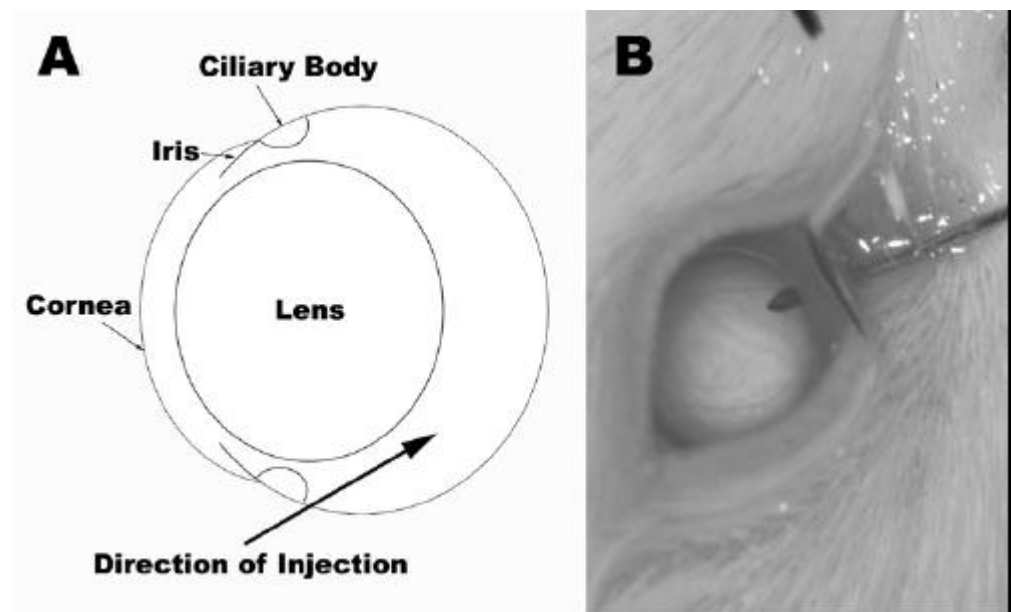 A
Ciliary Body
Iris
Cornea
Lens
Direction of Injection
B